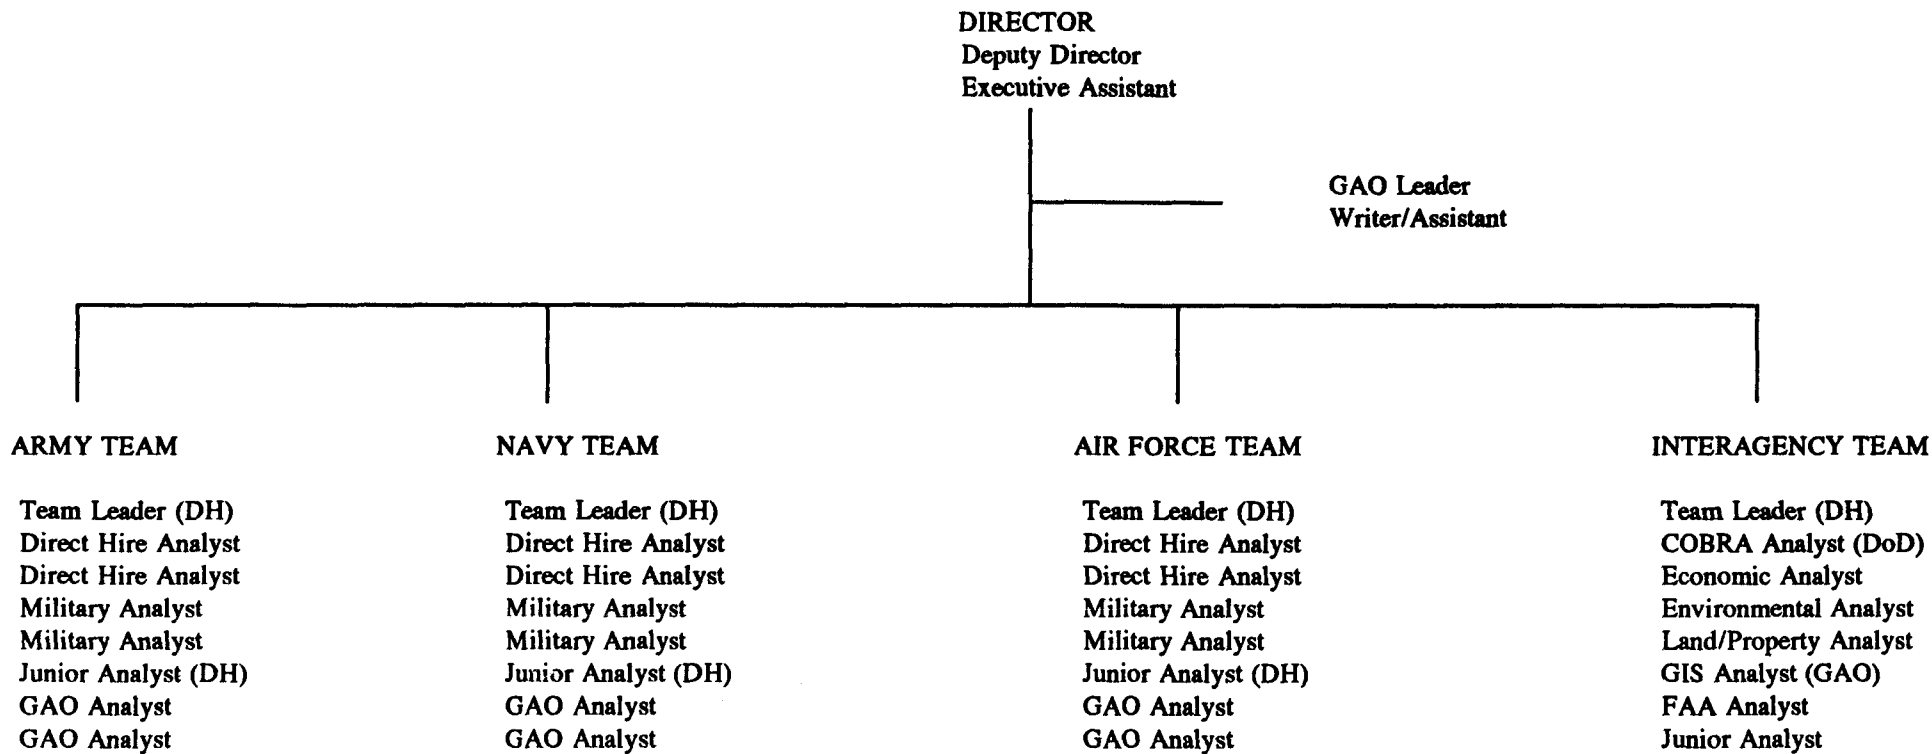 DIRECTOR
Deputy Director
Executive Assistant
GAO Leader
Writer/Assistant
ARMY TEAM
Team Leader (DH)
Direct Hire Analyst
Direct Hire Analyst
Military Analyst
Military Analyst
Junior Analyst (DH)
GAO Analyst
GAO Analyst
NAVY TEAM
Team Leader (DH)
Direct Hire Analyst
Direct Hire Analyst
Military Analyst
Military Analyst
Junior Analyst (DH)
GAO Analyst
GAO Analyst
AIR FORCE TEAM
Team Leader (DH)
Direct Hire Analyst
Direct Hire Analyst
Military Analyst
Military Analyst
Junior Analyst (DH)
GAO Analyst
GAO Analyst
INTERAGENCY TEAM
Team Leader (DH)
COBRA Analyst (DoD)
Economic Analyst
Environmental Analyst
Land/Property Analyst
GIS Analyst (GAO)
FAA Analyst
Junior Analyst